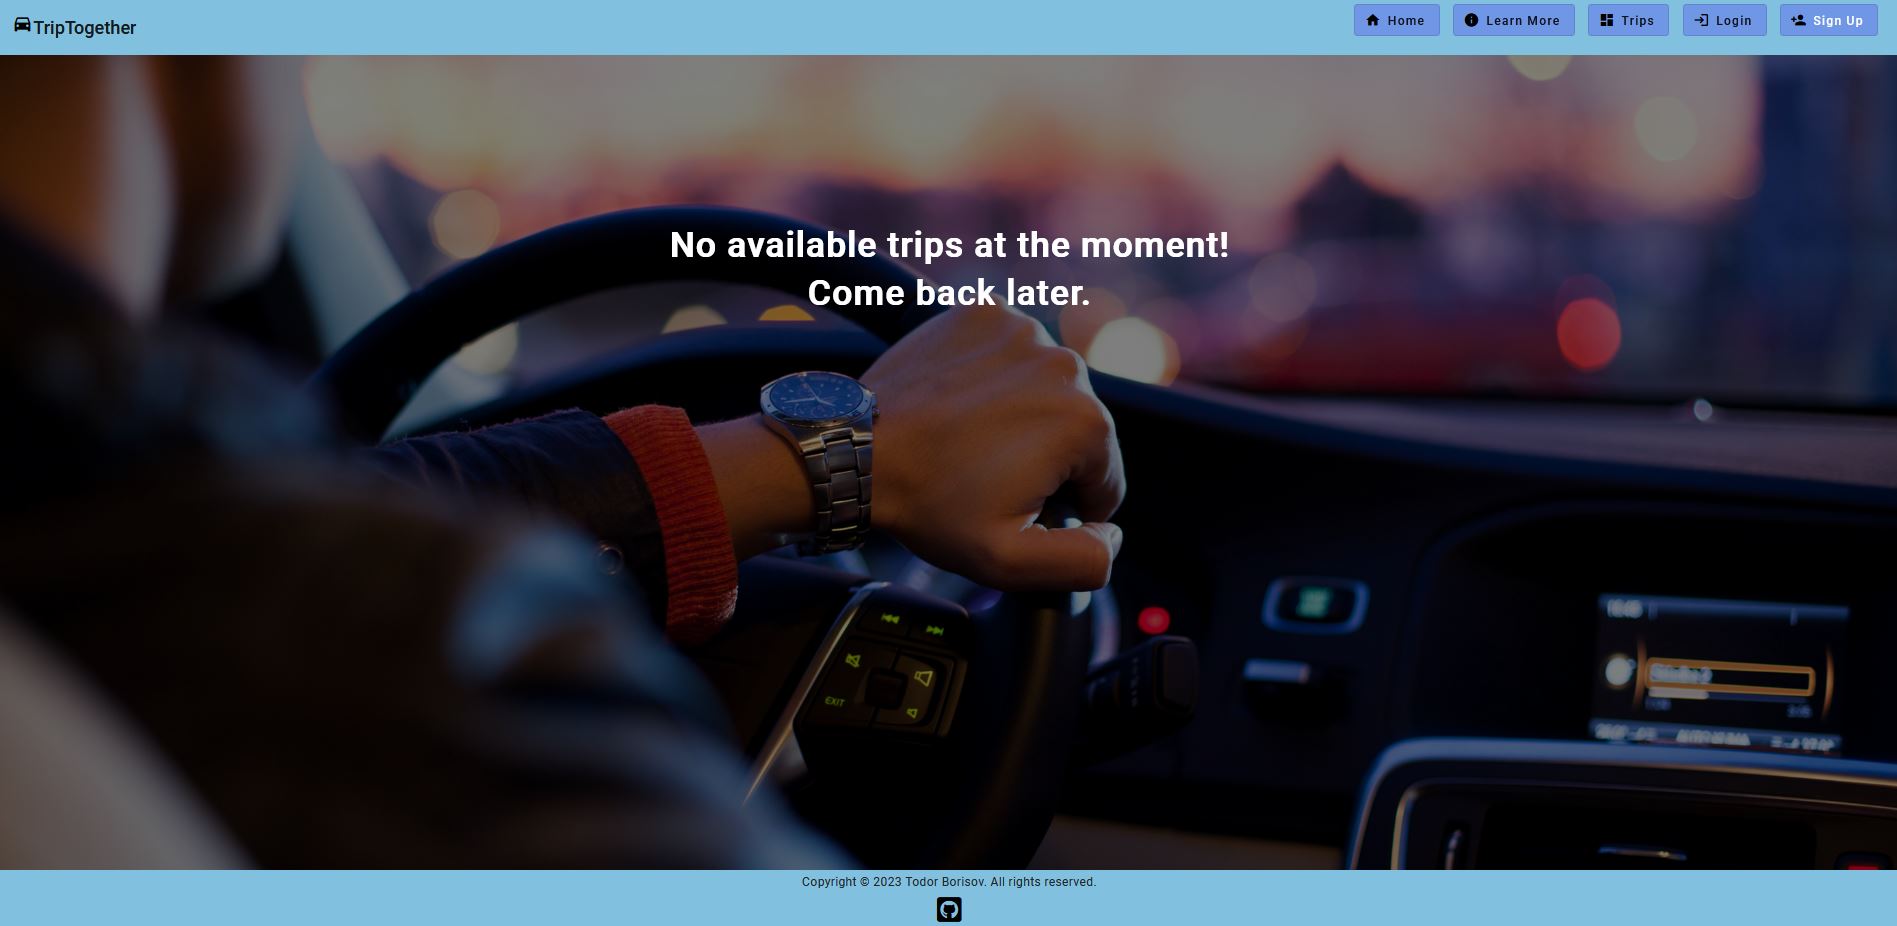 TripTogether
Home
Learn More
Trips
Login
Sign Up
No available trips at the moment!
Come back later.
EXIT
Copyright © 2023 Todor Borisov. All rights reserved.